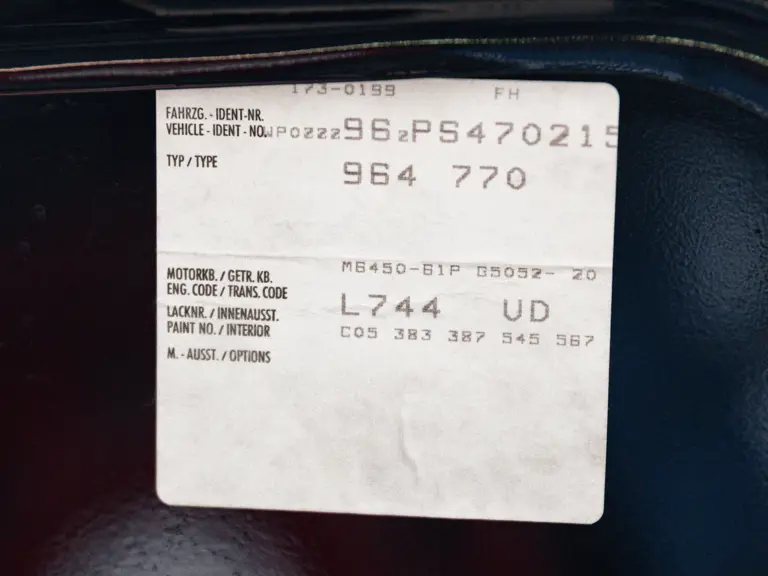 173-0199 FH
FAHRZG.-IDENT-NR.
VEHICLE-IDENT-NO. WP0ZZZ96ZPS470215
TYP/TYPE 964 770
MOTORKB./GETR.KB. M6450-61P G5052- 20
ENG.CODE/TRANS.CODE
LACKNR./INNENAUSST. L744 UD
PAINT NO./INTERIOR C05 383 387 545 567
M.-AUSST./OPTIONS